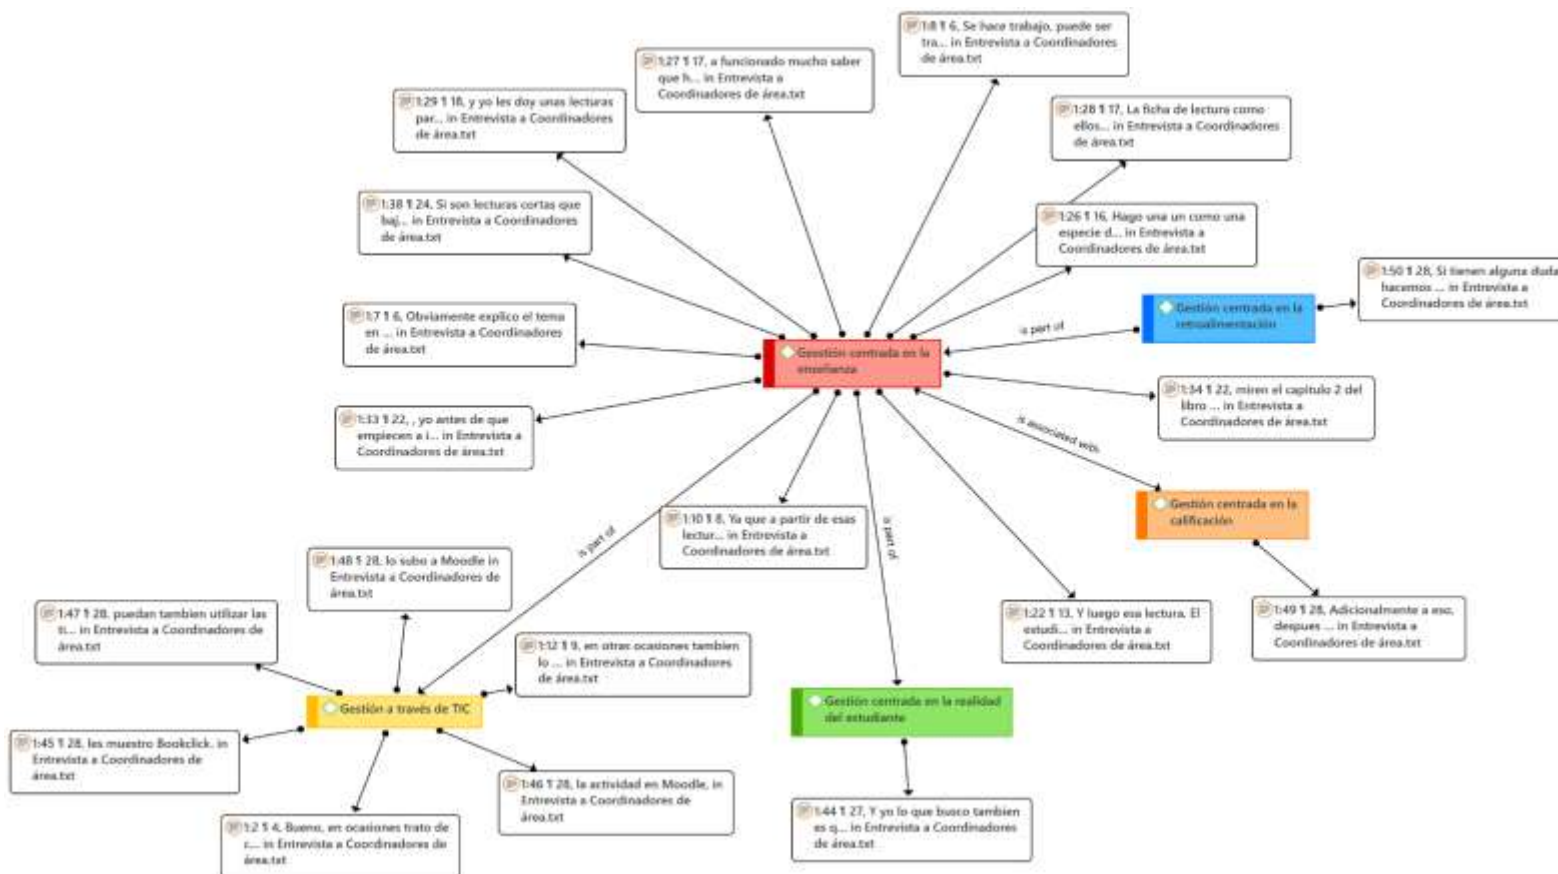 1:8 ¶ 6, Se hace trabajo, puede ser
tra... in Entrevista a Coordinadores
de área.txt
1:27 ¶ 17, a funcionado mucho saber
que h... in Entrevista a
Coordinadores de área.txt
1:29 ¶ 18, y yo les doy unas lecturas
par... in Entrevista a Coordinadores
de área.txt
1:28 ¶ 17, La ficha de lectura como
ellos... in Entrevista a Coordinadores
de área.txt
1:38 ¶ 24, Si son lecturas cortas que
baj... in Entrevista a Coordinadores
de área.txt
1:26 ¶ 16, Hago una un como una
especie d... in Entrevista a
Coordinadores de área.txt
1:50 ¶ 28, Si tienen alguna duda
hacemos ... in Entrevista a
Coordinadores de área.txt
Gestión centrada en la
retroalimentación
is part of
1:7 ¶ 6, Obviamente explico el tema
en ... in Entrevista a Coordinadores
de área.txt
Gesstión centrada en la
enseñanza
1:34 ¶ 22, miren el capitulo 2 del
libro ... in Entrevista a
Coordinadores de área.txt
1:33 ¶ 22, , yo antes de que
empiecen a i... in Entrevista a
Coordinadores de área.txt
is associated with
Gestión centrada en la
calificación
1:10 ¶ 8, Ya que a partir de esas
lectur... in Entrevista a
Coordinadores de área.txt
is part of
is part of
1:48 ¶ 28, lo subo a Moodle in
Entrevista a Coordinadores de
área.txt
1:47 ¶ 28, puedan tambien utilizar las
ti... in Entrevista a Coordinadores de
área.txt
1:22 ¶ 13, Y luego esa lectura. El
estudi... in Entrevista a
Coordinadores de área.txt
1:49 ¶ 28, Adicionalmente a eso,
despues ... in Entrevista a
Coordinadores de área.txt
1:12 ¶ 9, en otras ocasiones tambien
lo ... in Entrevista a Coordinadores
de área.txt
Gestión a través de TIC
Gestión centrada en la realidad
del estudiante
1:45 ¶ 28, les muestro Bookclick. in
Entrevista a Coordinadores de
área.txt
1:46 ¶ 28, la actividad en Moodle, in
Entrevista a Coordinadores de
área.txt
1:2 ¶ 4, Bueno, en ocasiones trato de
c... in Entrevista a Coordinadores de
área.txt
1:44 ¶ 27, Y yo lo que busco tambien
es q... in Entrevista a Coordinadores
de área.txt